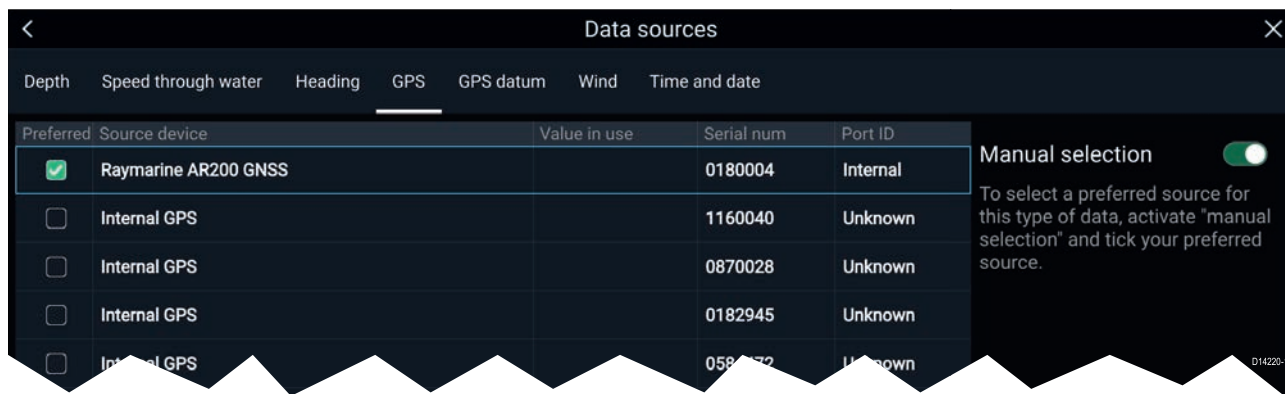 Data sources
Depth Speed through water Heading GPS GPS datum Wind Time and date
Preferred Source device Value in use Serial num Port ID
Raymarine AR200 GNSS 0180004 Internal
Internal GPS 1160040 Unknown
Internal GPS 0870028 Unknown
Internal GPS 0182945 Unknown
GPS
Manual selection
To select a preferred source for
this type of data, activate "manual
selection" and tick your preferred
source.
D14220-